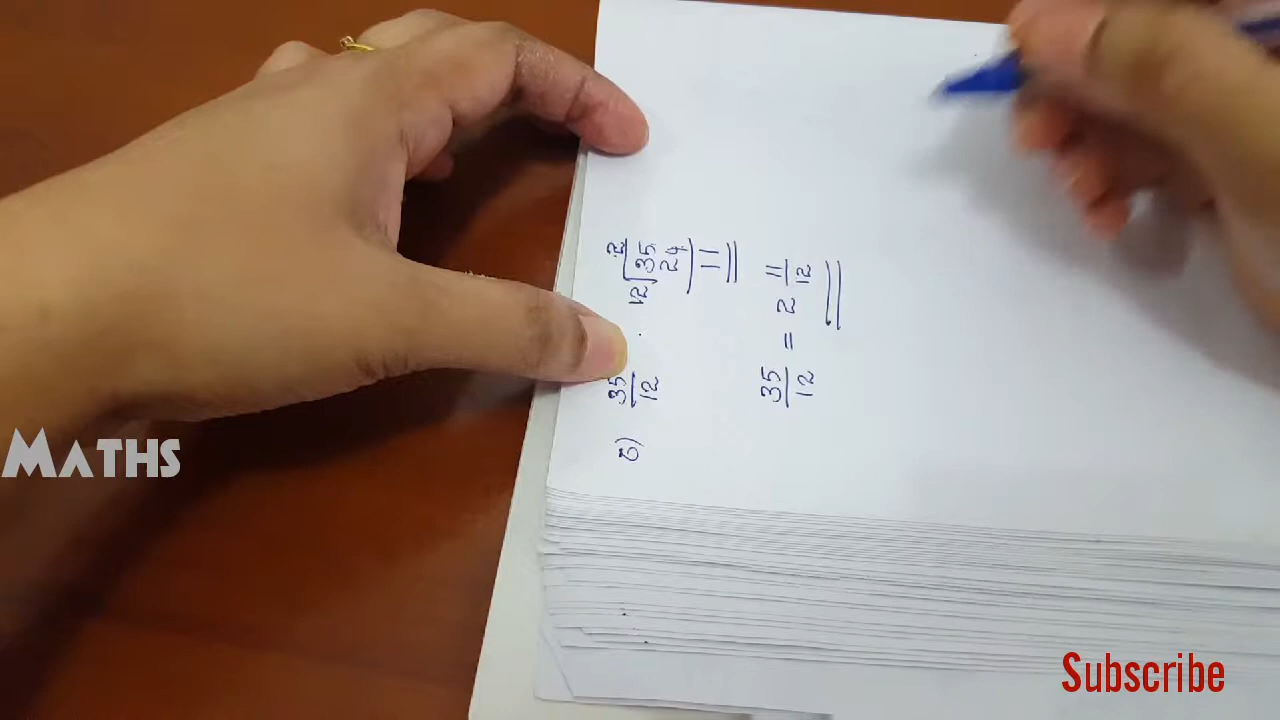 5) 35/12 . 12)35(2
24
11
35/12 = 2 11/12
MATHS
Subscribe